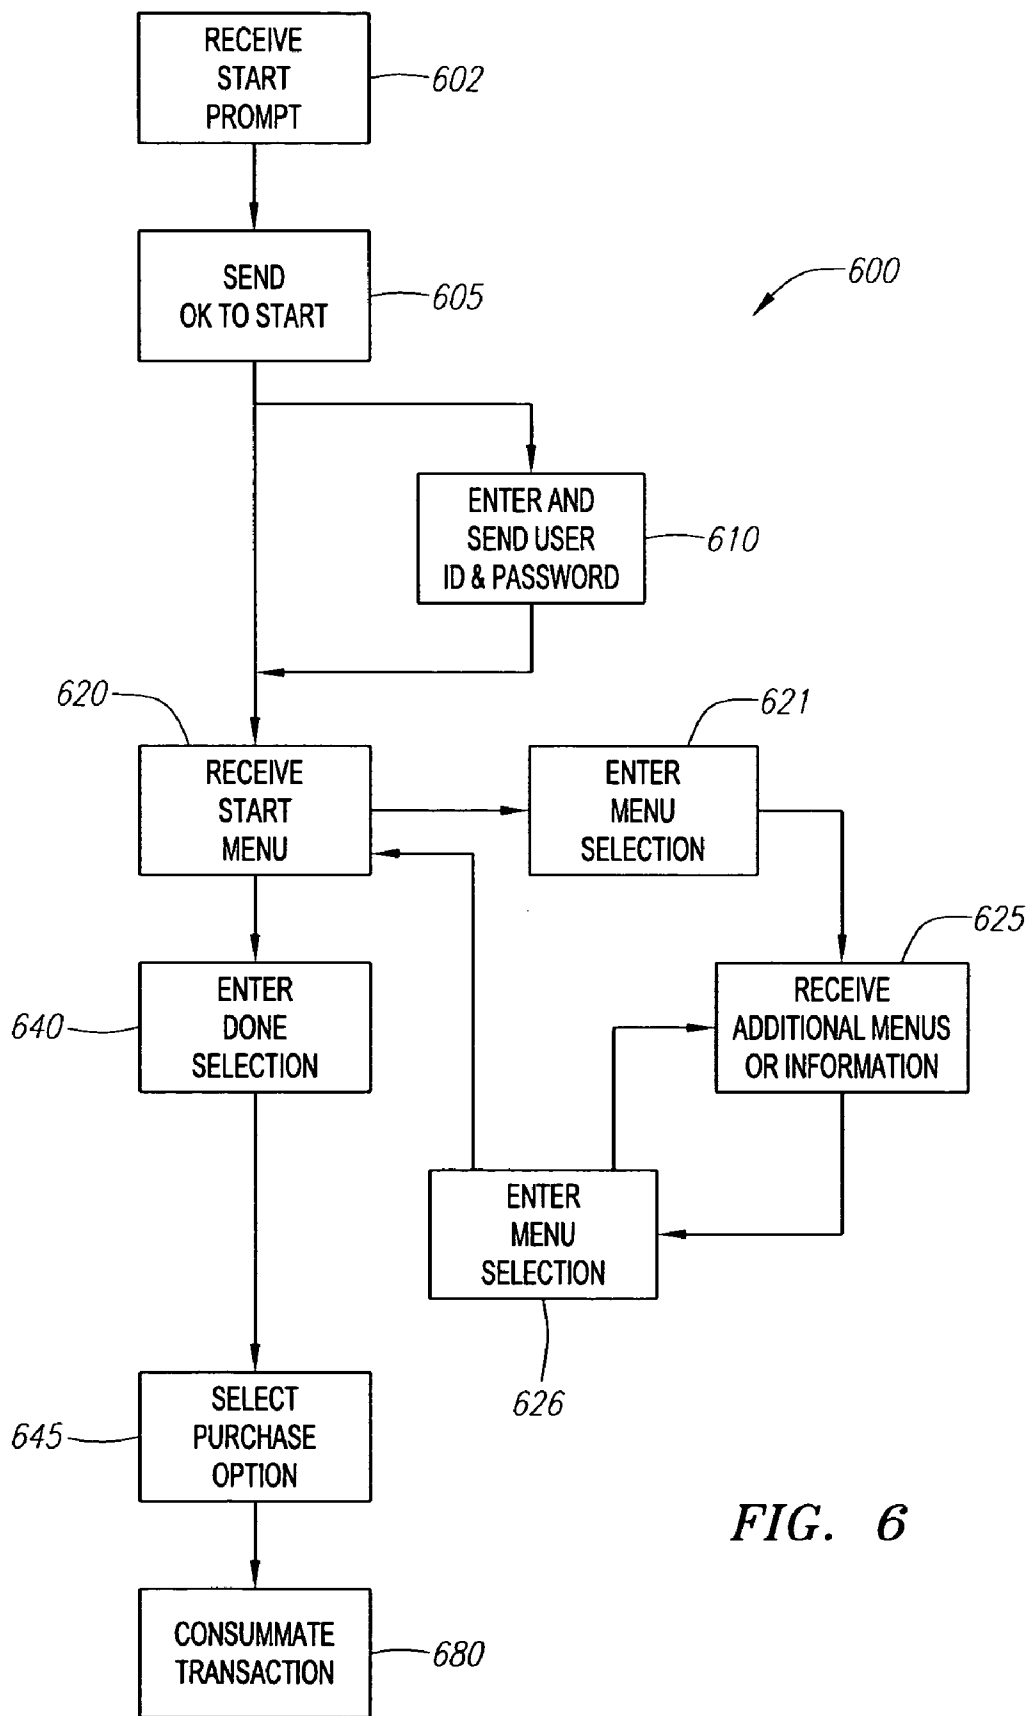 RECEIVE
START
PROMPT
602
SEND
OK TO START
605
600
ENTER AND
SEND USER
ID & PASSWORD
610
620
RECEIVE
START
MENU
621
ENTER
MENU
SELECTION
625
RECEIVE
ADDITIONAL MENUS
OR INFORMATION
640
ENTER
DONE
SELECTION
ENTER
MENU
SELECTION
626
645
SELECT
PURCHASE
OPTION
FIG. 6
CONSUMMATE
TRANSACTION
680